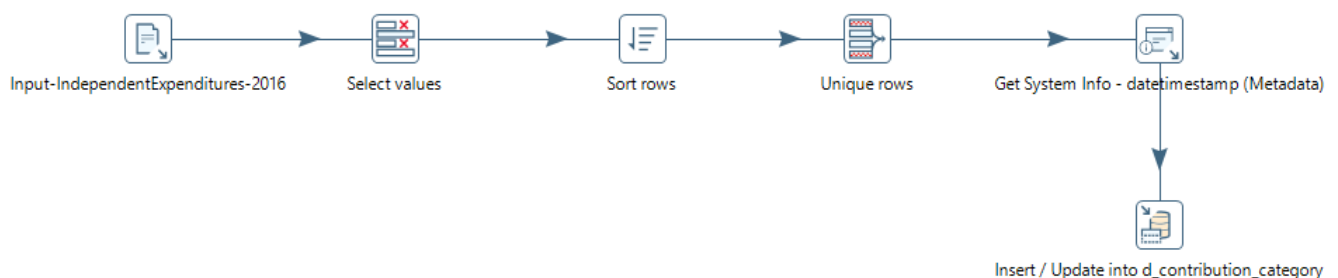 Input-IndependentExpenditures-2016
Select values
Sort rows
Unique rows
Get System Info - datetimestamp (Metadata)
Insert / Update into d_contribution_category